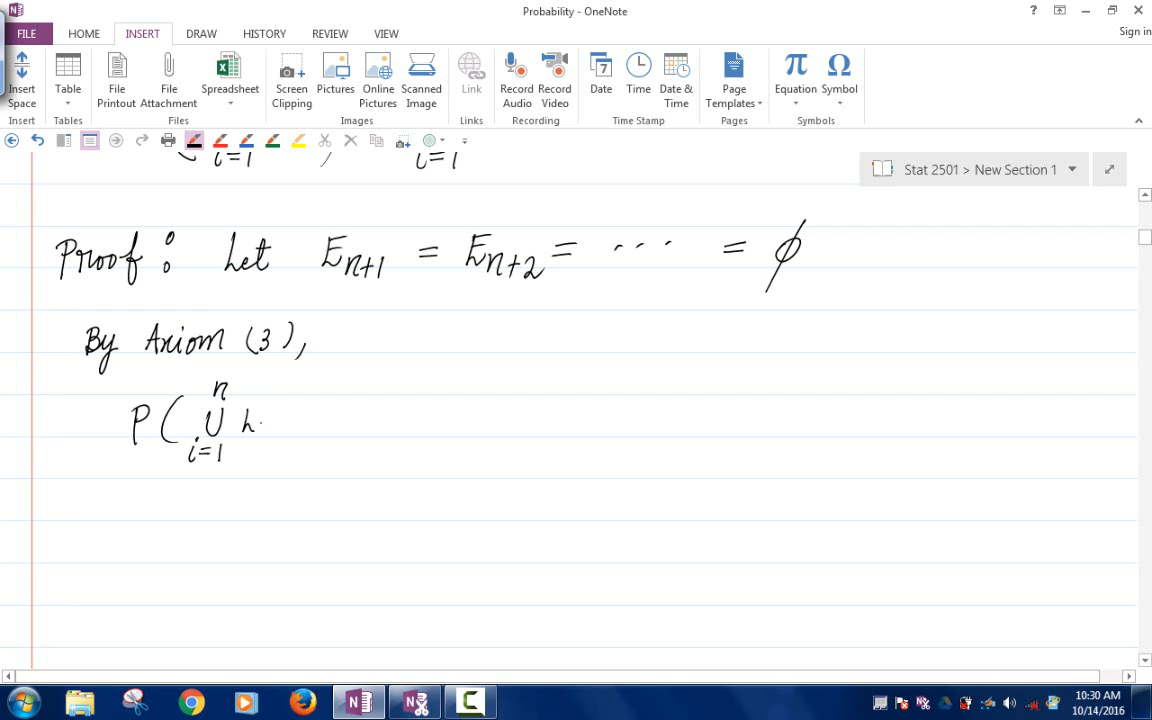 Probability - OneNote
Sign in
FILE HOME INSERT DRAW HISTORY REVIEW VIEW
Insert Space Table File Printout File Attachment Spreadsheet Screen Clipping Pictures Online Pictures Scanned Image Link Record Audio Record Video Date Time Date & Time Page Templates Equation Symbol
Insert Tables Files Images Links Recording Time Stamp Pages Symbols
i=1 ) i=1
Stat 2501 > New Section 1
Proof : Let E_{n+1} = E_{n+2} = ... = ϕ
By Axiom (3),
n
P ( ∪
i=1
10:30 AM
10/14/2016